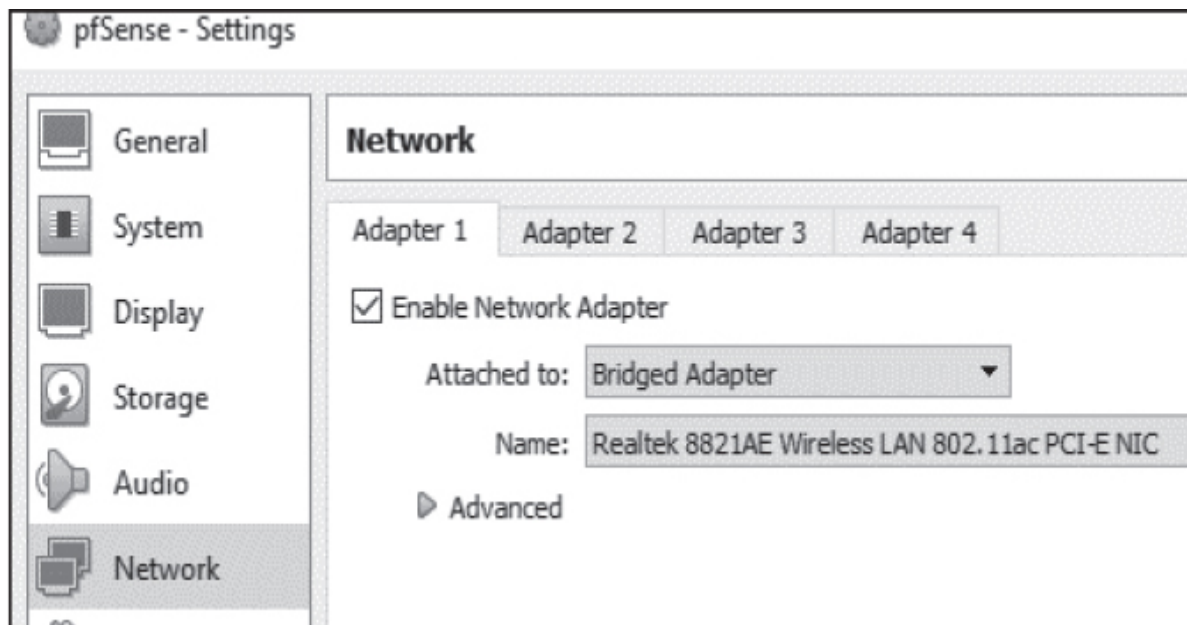 pfSense - Settings
General
System
Display
Storage
Audio
Network
Network
Adapter 1 Adapter 2 Adapter 3 Adapter 4
Enable Network Adapter
Attached to: Bridged Adapter
Name: Realtek 8821AE Wireless LAN 802.11ac PCI-E NIC
Advanced